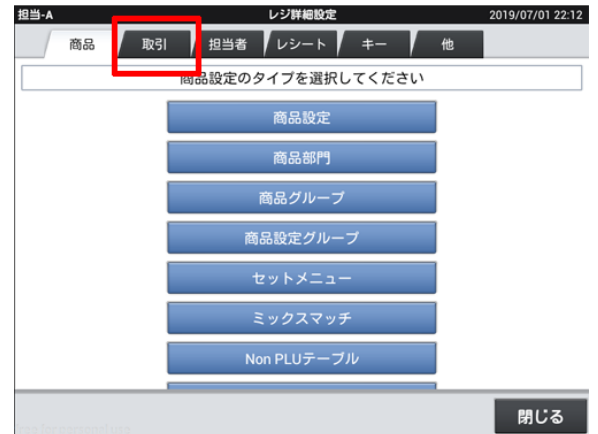 担当-A レジ詳細設定 2019/07/01 22:12
商品 取引 担当者 レシート キー 他
商品設定のタイプを選択してください
商品設定
商品部門
商品グループ
商品設定グループ
セットメニュー
ミックスマッチ
Non PLUテーブル
閉じる